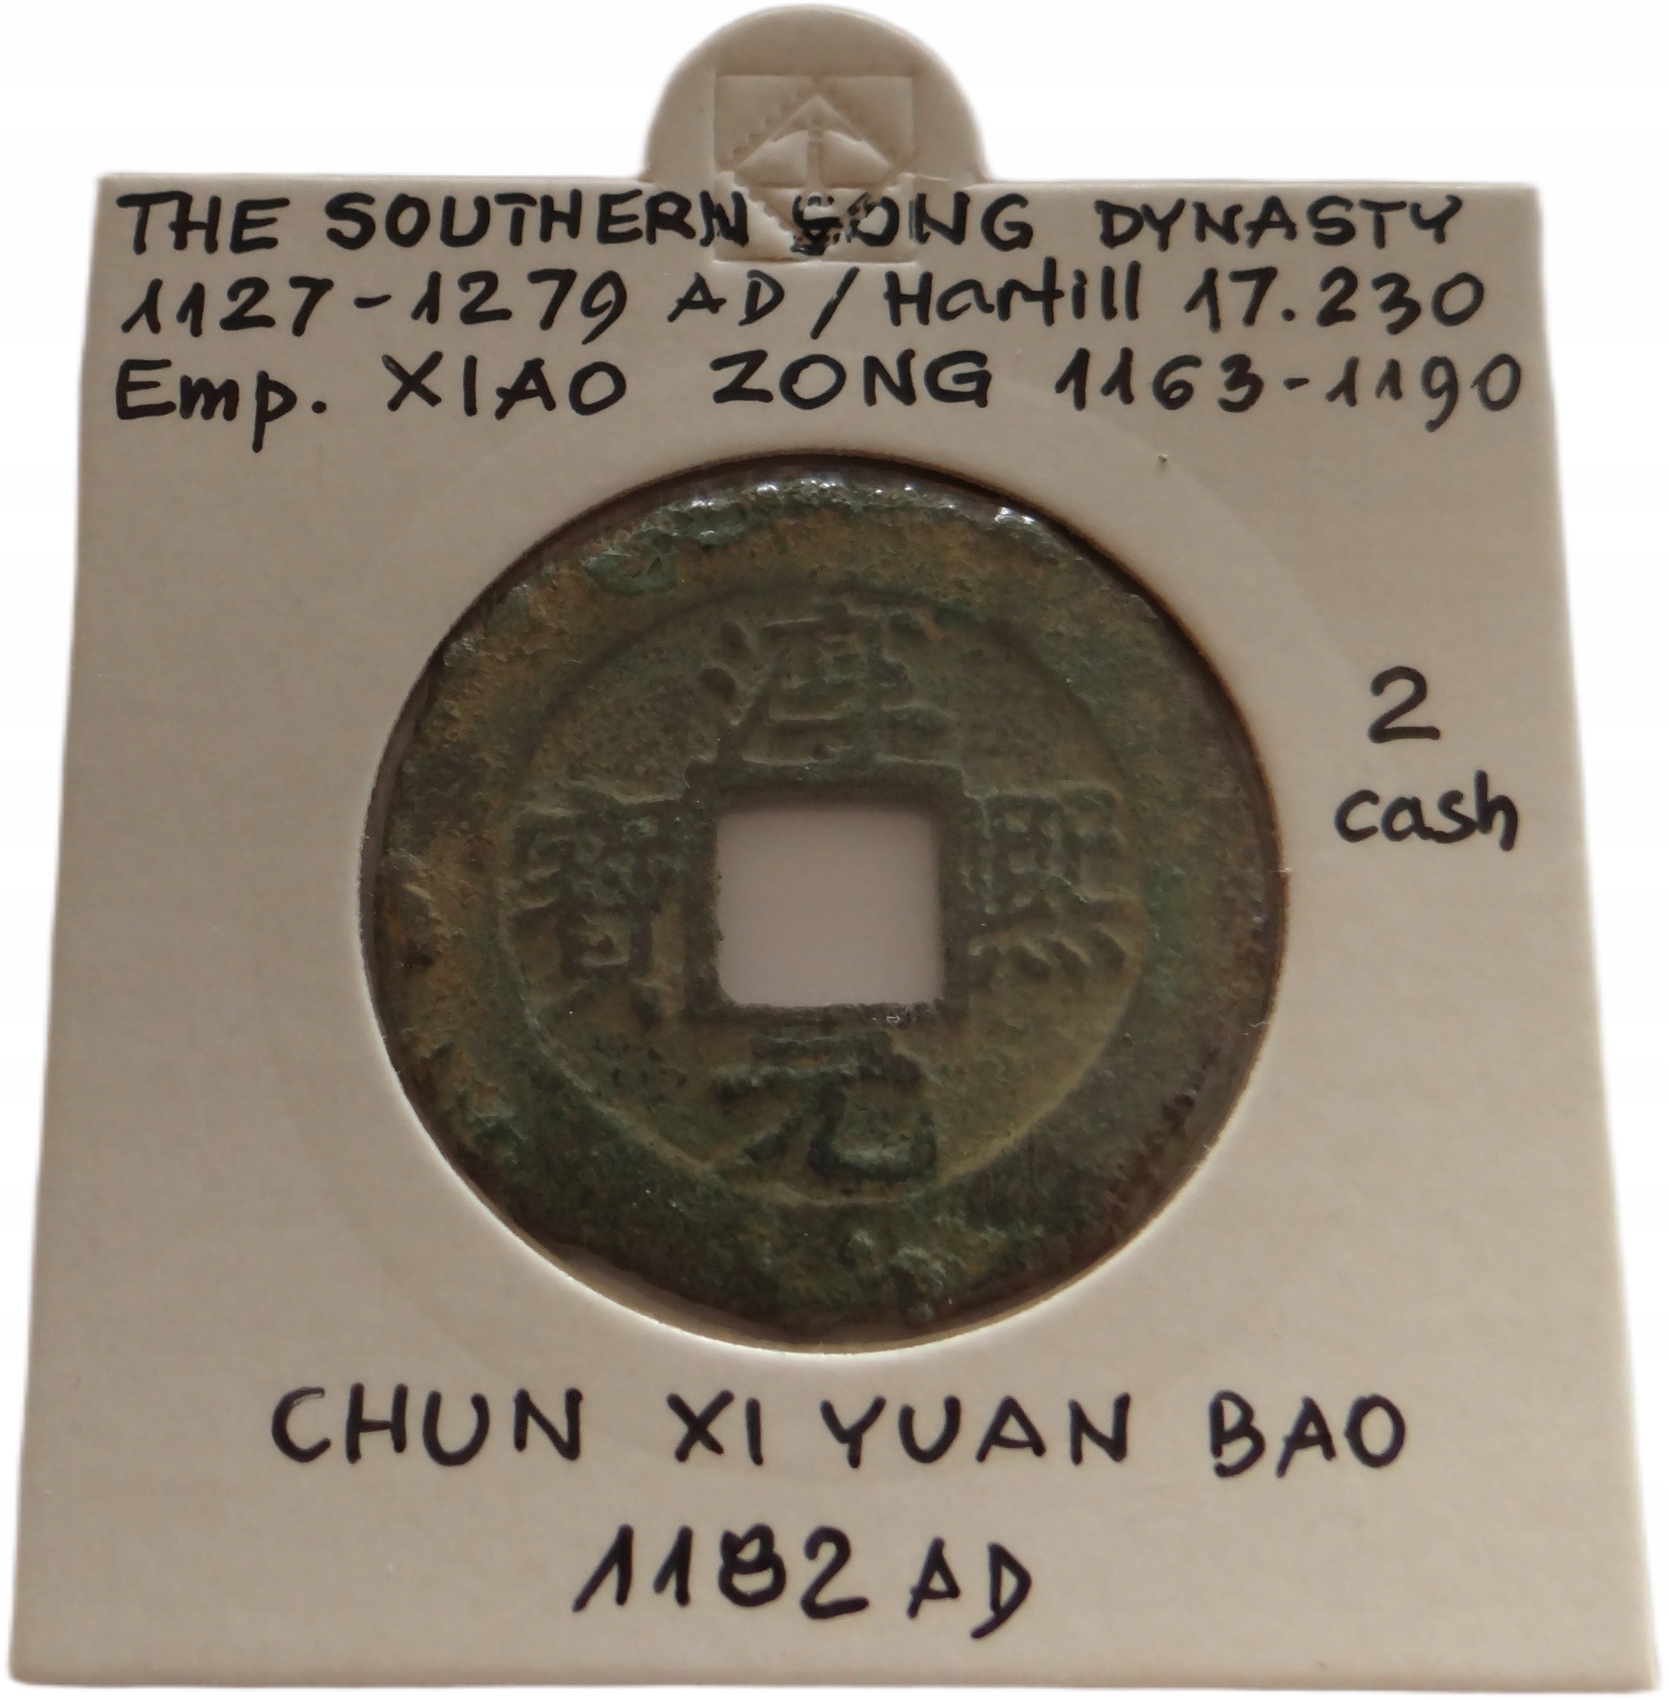 THE SOUTHERN SONG DYNASTY
1127-1279 AD / Hartill 17.230
Emp. XIAO ZONG 1163-1190
淳
寶 熙
元
2
cash
CHUN XI YUAN BAO
1182 AD